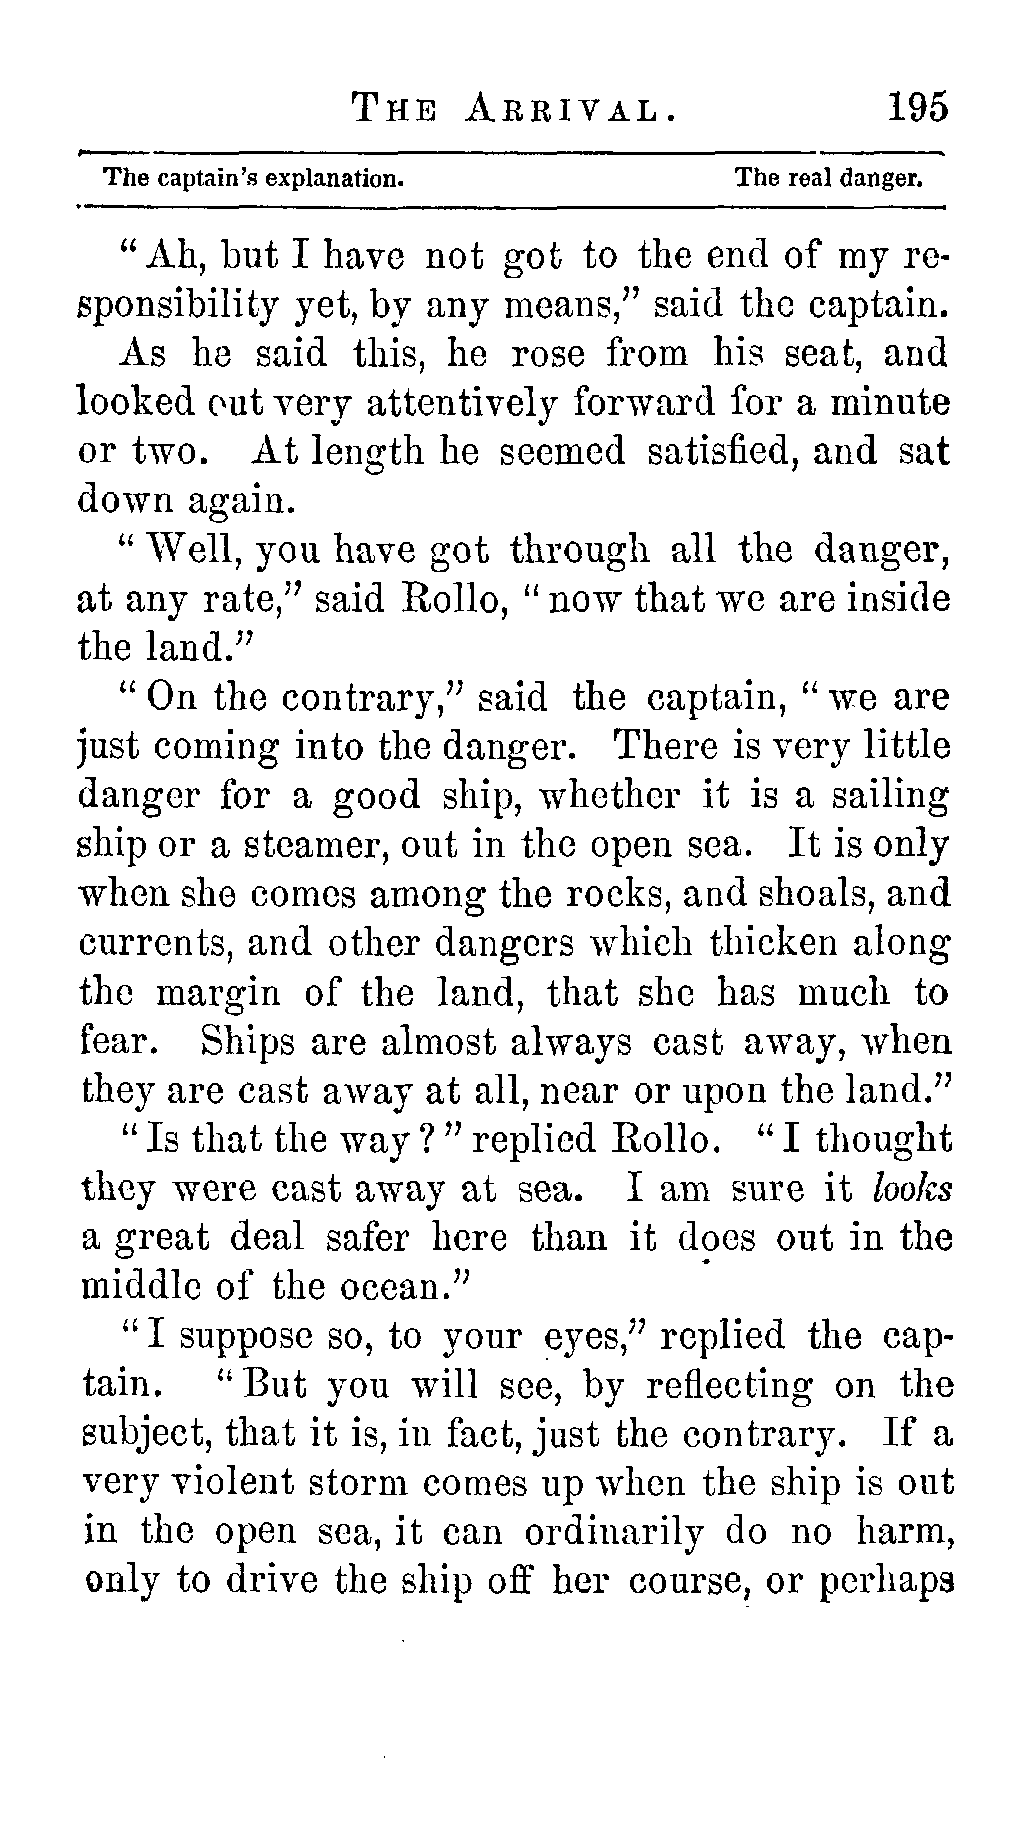 THE ARRIVAL. 195
The captain's explanation. The real danger.
“Ah, but I have not got to the end of my re-
sponsibility yet, by any means,” said the captain.
As he said this, he rose from his seat, and
looked out very attentively forward for a minute
or two. At length he seemed satisfied, and sat
down again.
“Well, you have got through all the danger,
at any rate,” said Rollo, “now that we are inside
the land.”
“On the contrary,” said the captain, “we are
just coming into the danger. There is very little
danger for a good ship, whether it is a sailing
ship or a steamer, out in the open sea. It is only
when she comes among the rocks, and shoals, and
currents, and other dangers which thicken along
the margin of the land, that she has much to
fear. Ships are almost always cast away, when
they are cast away at all, near or upon the land.”
“Is that the way?” replied Rollo. “I thought
they were cast away at sea. I am sure it looks
a great deal safer here than it does out in the
middle of the ocean.”
“I suppose so, to your eyes,” replied the cap-
tain. “But you will see, by reflecting on the
subject, that it is, in fact, just the contrary. If a
very violent storm comes up when the ship is out
in the open sea, it can ordinarily do no harm,
only to drive the ship off her course, or perhaps